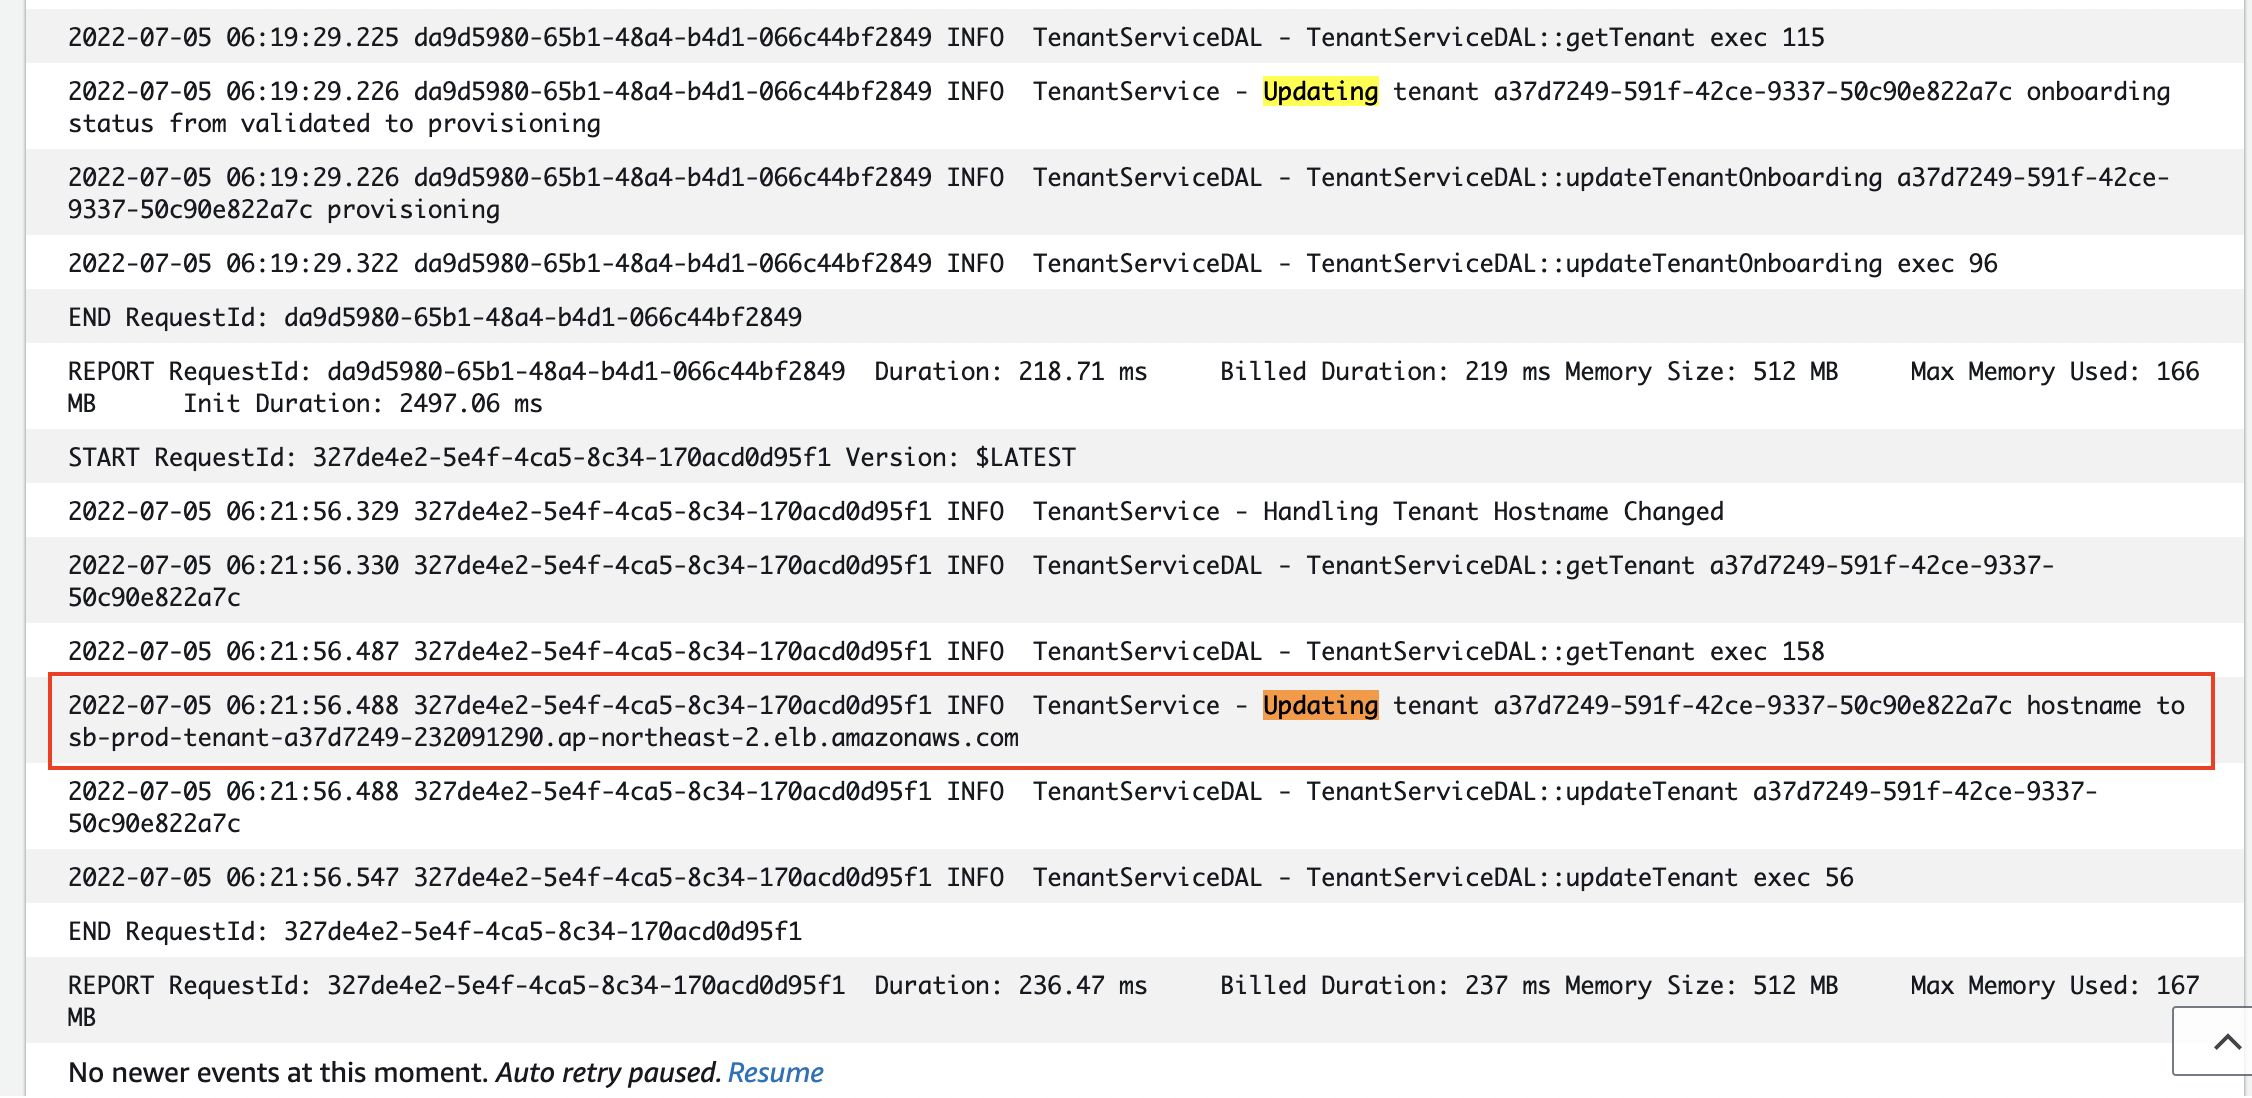 2022-07-05 06:19:29.225 da9d5980-65b1-48a4-b4d1-066c44bf2849 INFO  TenantServiceDAL - TenantServiceDAL::getTenant exec 115
2022-07-05 06:19:29.226 da9d5980-65b1-48a4-b4d1-066c44bf2849 INFO  TenantService - Updating tenant a37d7249-591f-42ce-9337-50c90e822a7c onboarding
status from validated to provisioning
2022-07-05 06:19:29.226 da9d5980-65b1-48a4-b4d1-066c44bf2849 INFO  TenantServiceDAL - TenantServiceDAL::updateTenantOnboarding a37d7249-591f-42ce-
9337-50c90e822a7c provisioning
2022-07-05 06:19:29.322 da9d5980-65b1-48a4-b4d1-066c44bf2849 INFO  TenantServiceDAL - TenantServiceDAL::updateTenantOnboarding exec 96
END RequestId: da9d5980-65b1-48a4-b4d1-066c44bf2849
REPORT RequestId: da9d5980-65b1-48a4-b4d1-066c44bf2849  Duration: 218.71 ms     Billed Duration: 219 ms Memory Size: 512 MB     Max Memory Used: 166
MB      Init Duration: 2497.06 ms
START RequestId: 327de4e2-5e4f-4ca5-8c34-170acd0d95f1 Version: $LATEST
2022-07-05 06:21:56.329 327de4e2-5e4f-4ca5-8c34-170acd0d95f1 INFO  TenantService - Handling Tenant Hostname Changed
2022-07-05 06:21:56.330 327de4e2-5e4f-4ca5-8c34-170acd0d95f1 INFO  TenantServiceDAL - TenantServiceDAL::getTenant a37d7249-591f-42ce-9337-
50c90e822a7c
2022-07-05 06:21:56.487 327de4e2-5e4f-4ca5-8c34-170acd0d95f1 INFO  TenantServiceDAL - TenantServiceDAL::getTenant exec 158
2022-07-05 06:21:56.488 327de4e2-5e4f-4ca5-8c34-170acd0d95f1 INFO  TenantService - Updating tenant a37d7249-591f-42ce-9337-50c90e822a7c hostname to
sb-prod-tenant-a37d7249-232091290.ap-northeast-2.elb.amazonaws.com
2022-07-05 06:21:56.488 327de4e2-5e4f-4ca5-8c34-170acd0d95f1 INFO  TenantServiceDAL - TenantServiceDAL::updateTenant a37d7249-591f-42ce-9337-
50c90e822a7c
2022-07-05 06:21:56.547 327de4e2-5e4f-4ca5-8c34-170acd0d95f1 INFO  TenantServiceDAL - TenantServiceDAL::updateTenant exec 56
END RequestId: 327de4e2-5e4f-4ca5-8c34-170acd0d95f1
REPORT RequestId: 327de4e2-5e4f-4ca5-8c34-170acd0d95f1  Duration: 236.47 ms     Billed Duration: 237 ms Memory Size: 512 MB     Max Memory Used: 167
MB
No newer events at this moment. Auto retry paused. Resume